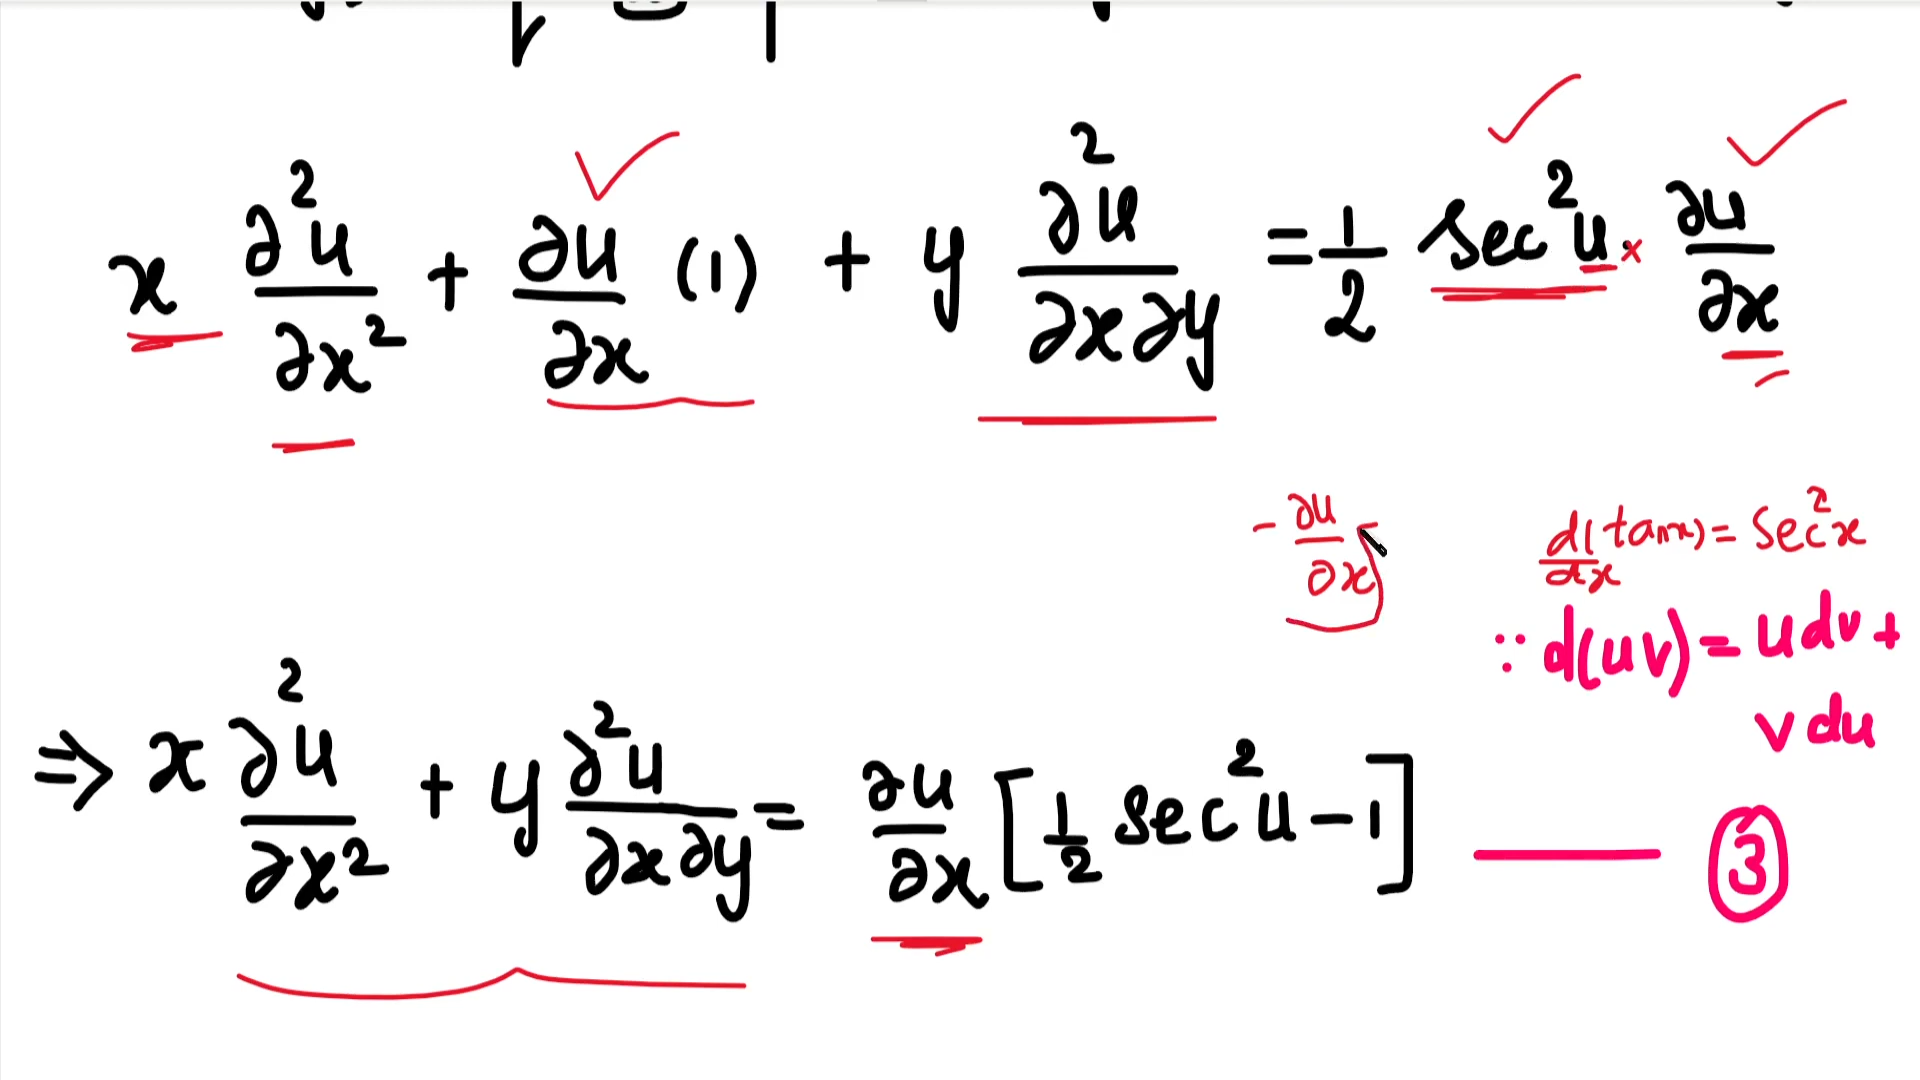 x ∂²u/∂x² + ∂u/∂x (1) + y ∂²u/∂x∂y = 1/2 sec²u · × ∂u/∂x
- ∂u/∂x
d(tanx)/dx = sec²x
∵ d(uv) = udv +
vdu
⇒ x ∂²u/∂x² + y ∂²u/∂x∂y = ∂u/∂x [1/2 sec²u - 1] — ③